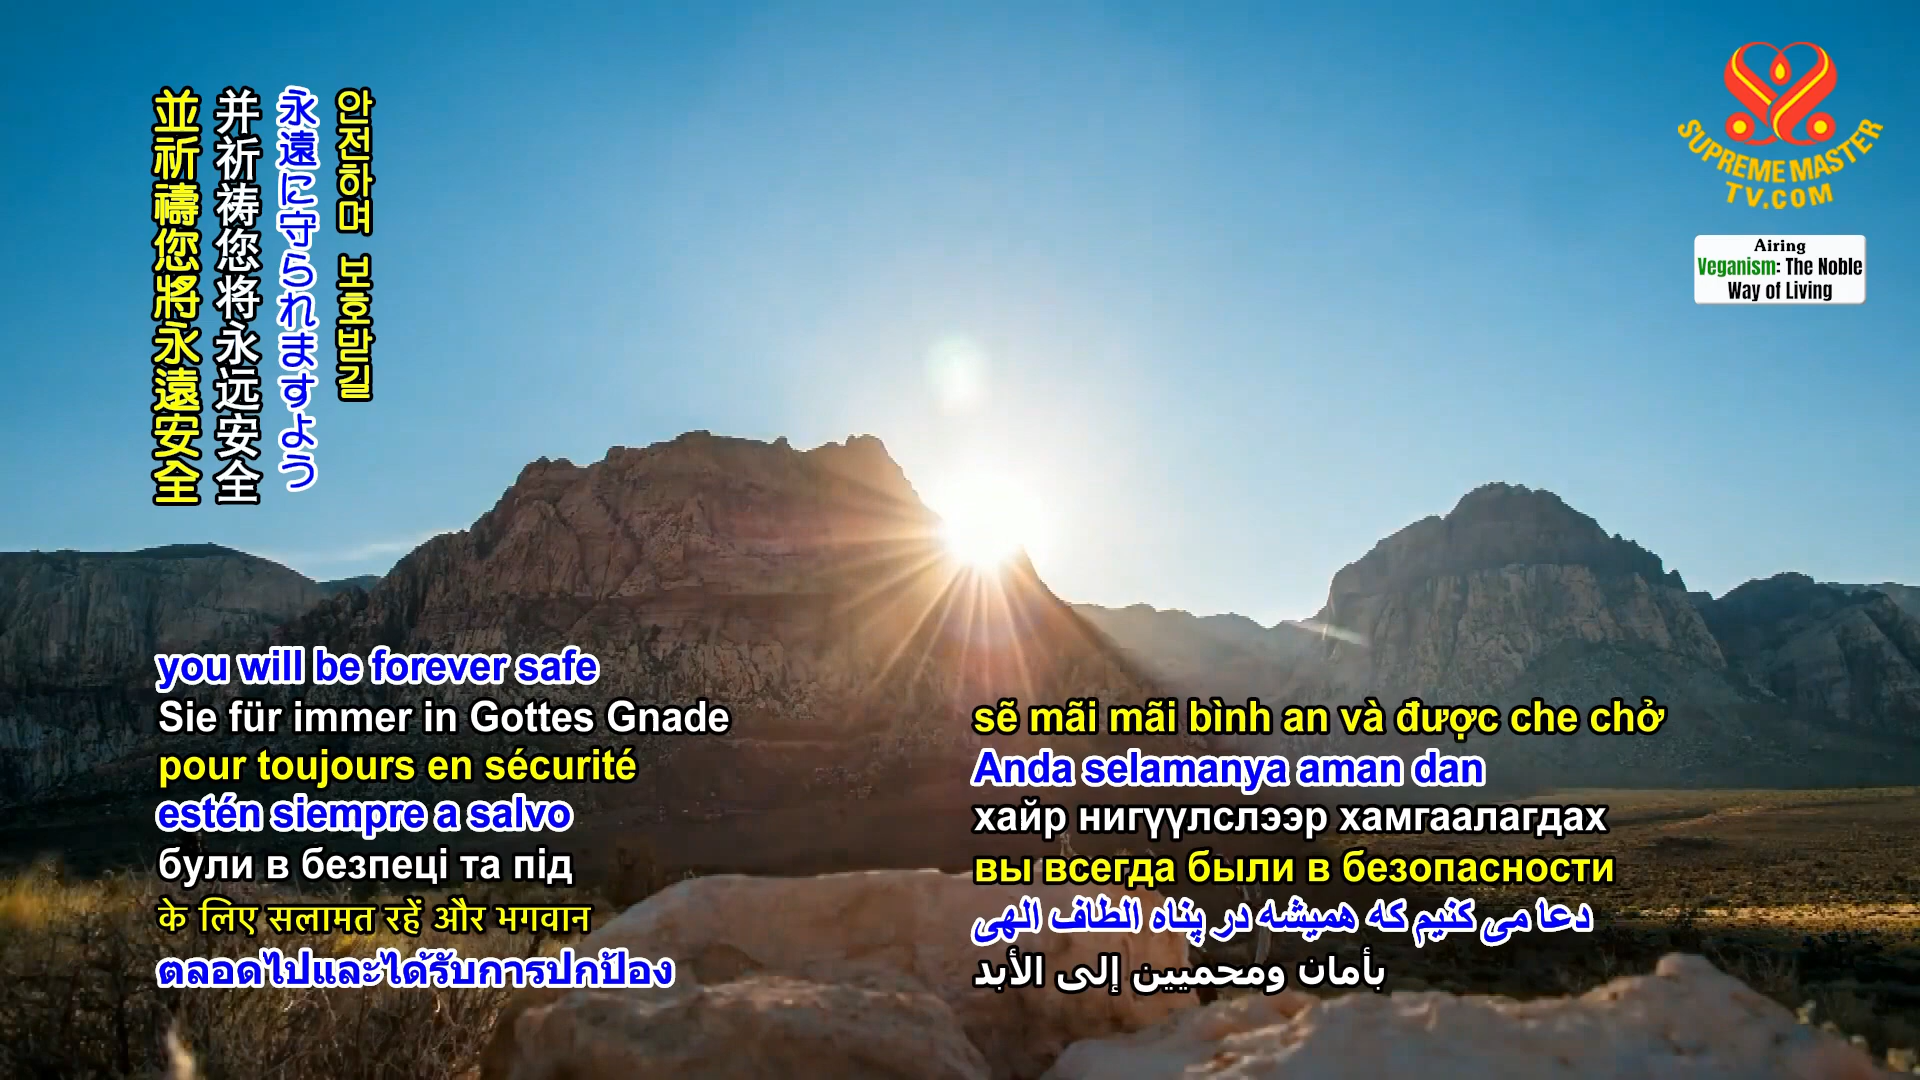 並祈禱您將永遠安全
并祈祷您将永远安全
永遠に守られますよう
안전하며 보호받길
SUPREME MASTER
TV.COM
Airing
Veganism: The Noble
Way of Living
you will be forever safe
Sie für immer in Gottes Gnade
pour toujours en sécurité
estén siempre a salvo
були в безпеці та під
के लिए सलामत रहें और भगवान
ตลอดไปและได้รับการปกป้อง
sẽ mãi mãi bình an và được che chở
Anda selamanya aman dan
хайр нигүүлслээр хамгаалагдах
вы всегда были в безопасности
دعا می کنیم که همیشه در پناه الطاف الهی
بأمان ومحميين إلى الأبد